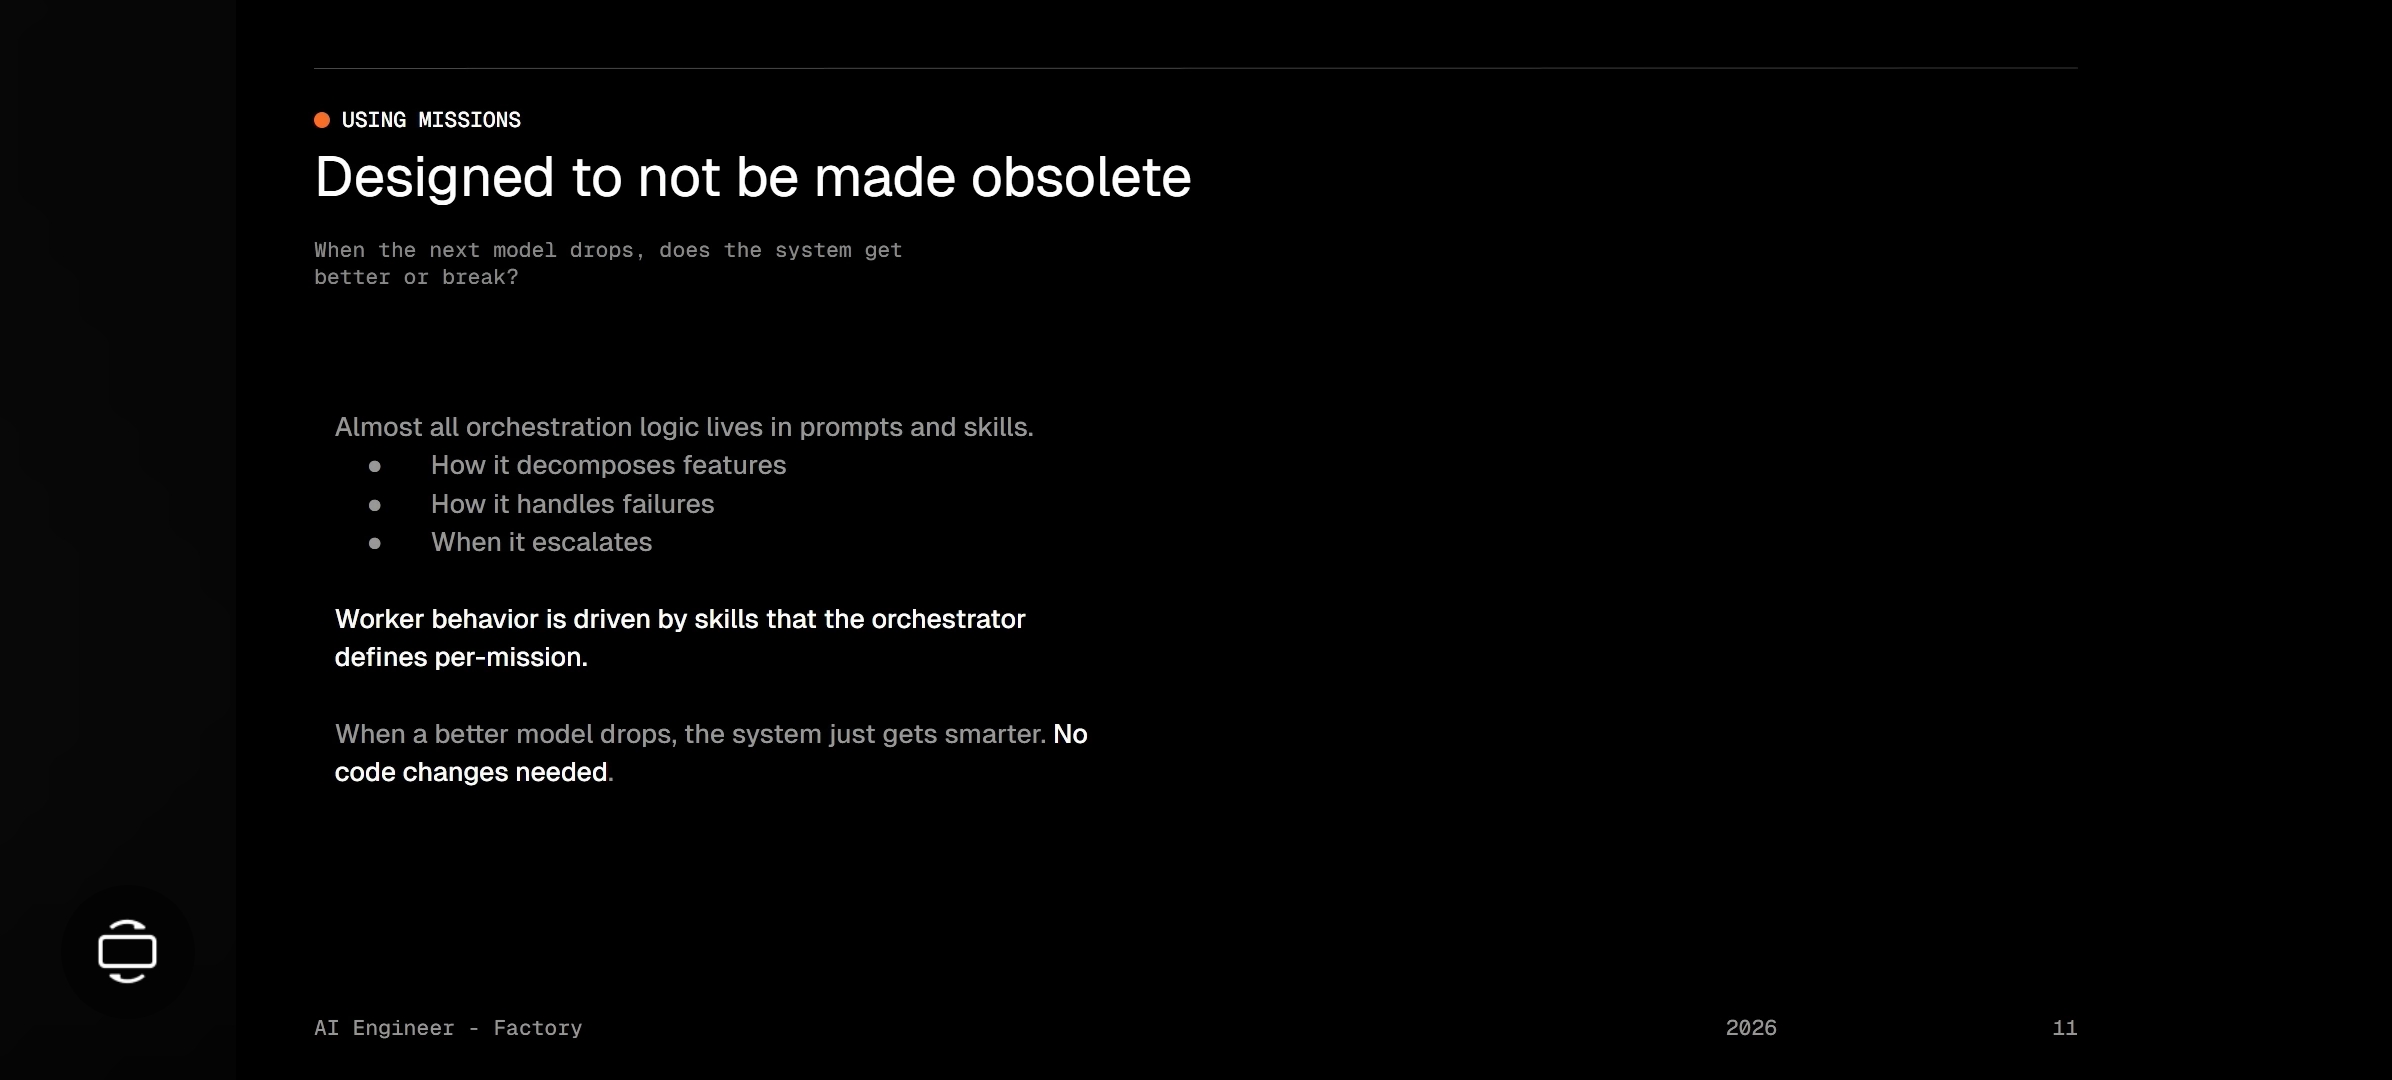 USING MISSIONS
Designed to not be made obsolete
When the next model drops, does the system get
better or break?
Almost all orchestration logic lives in prompts and skills.
● How it decomposes features
● How it handles failures
● When it escalates
Worker behavior is driven by skills that the orchestrator
defines per-mission.
When a better model drops, the system just gets smarter. No
code changes needed.
AI Engineer - Factory 2026 11